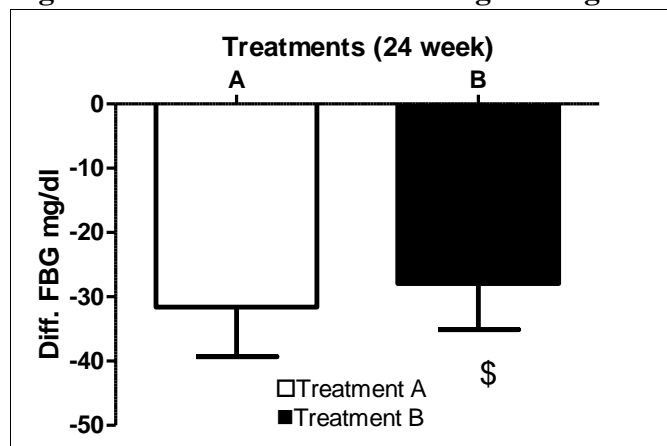 Treatments (24 week)
A B
0
-10
-20
-30
-40
-50
Diff. FBG mg/dl
$
Treatment A
Treatment B